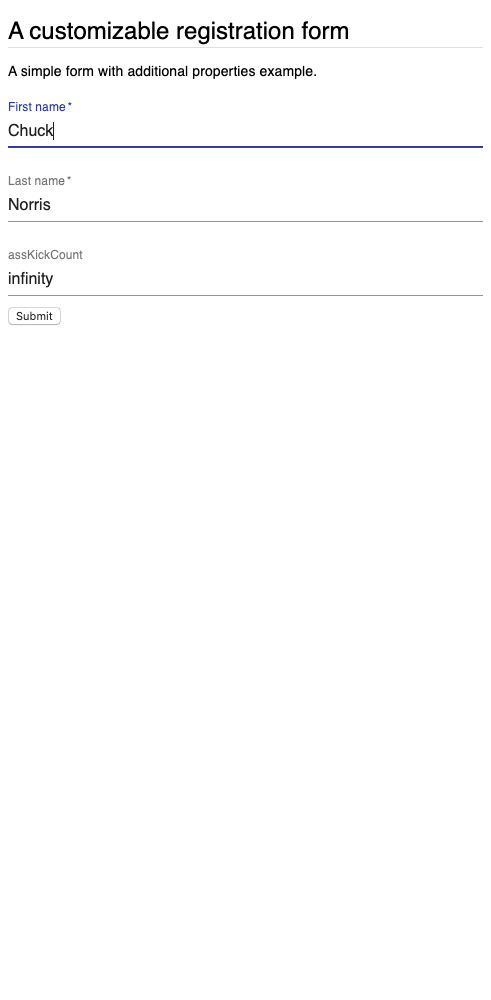 A customizable registration form
A simple form with additional properties example.
First name *
Chuck
Last name *
Norris
assKickCount
infinity
Submit